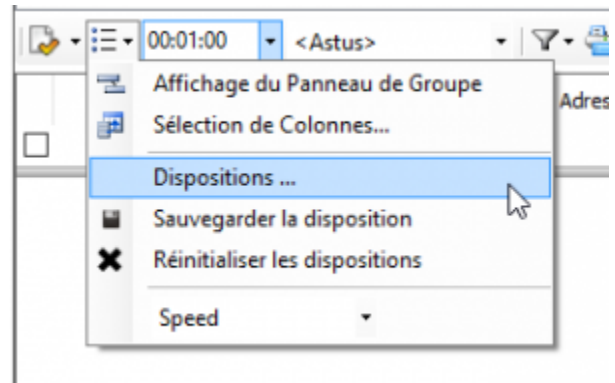 00:01:00 <Astus>
Affichage du Panneau de Groupe
Adres
Sélection de Colonnes...
Dispositions ...
Sauvegarder la disposition
Réinitialiser les dispositions
Speed